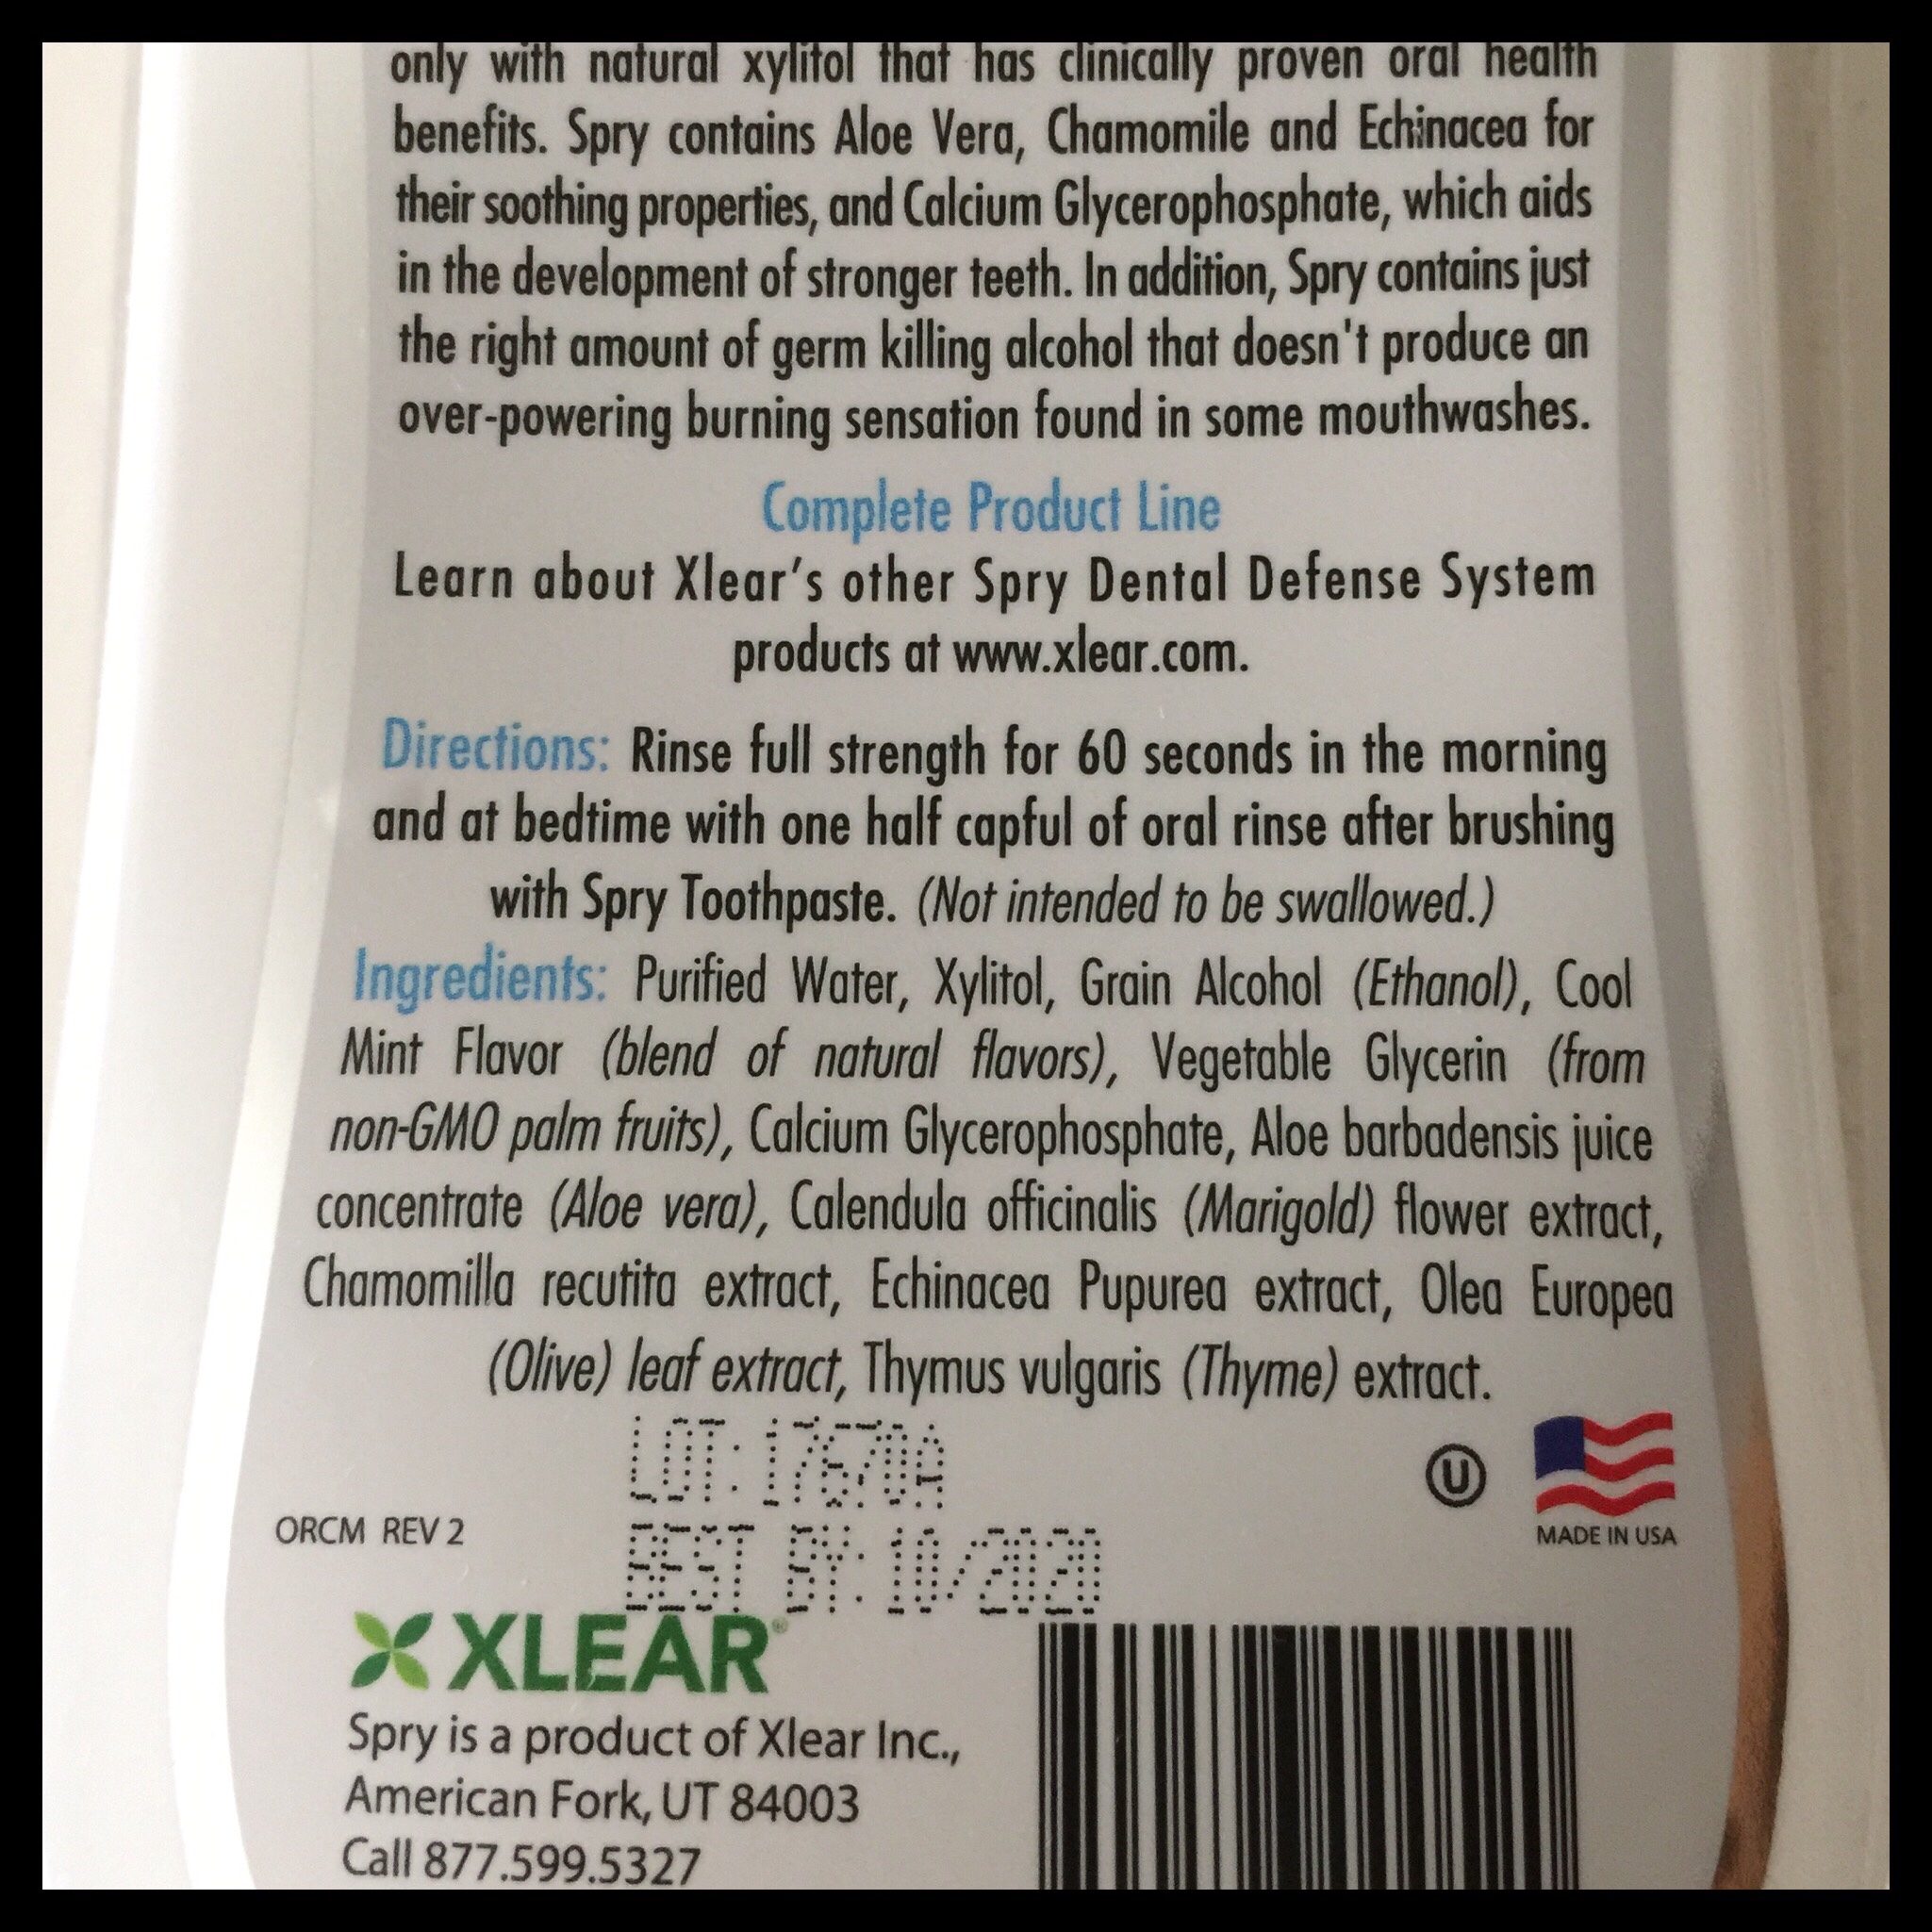 only with natural xylitol that has clinically proven oral health
benefits. Spry contains Aloe Vera, Chamomile and Echinacea for
their soothing properties, and Calcium Glycerophosphate, which aids
in the development of stronger teeth. In addition, Spry contains just
the right amount of germ killing alcohol that doesn't produce an
over-powering burning sensation found in some mouthwashes.
Complete Product Line
Learn about Xlear's other Spry Dental Defense System
products at www.xlear.com.
Directions: Rinse full strength for 60 seconds in the morning
and at bedtime with one half capful of oral rinse after brushing
with Spry Toothpaste. (Not intended to be swallowed.)
Ingredients: Purified Water, Xylitol, Grain Alcohol (Ethanol), Cool
Mint Flavor (blend of natural flavors), Vegetable Glycerin (from
non-GMO palm fruits), Calcium Glycerophosphate, Aloe barbadensis juice
concentrate (Aloe vera), Calendula officinalis (Marigold) flower extract,
Chamomilla recutita extract, Echinacea Pupurea extract, Olea Europea
(Olive) leaf extract, Thymus vulgaris (Thyme) extract.
LOT: 17670A
U
MADE IN USA
ORCM REV 2
BEST BY: 10/2020
XLEAR®
Spry is a product of Xlear Inc.,
American Fork, UT 84003
Call 877.599.5327